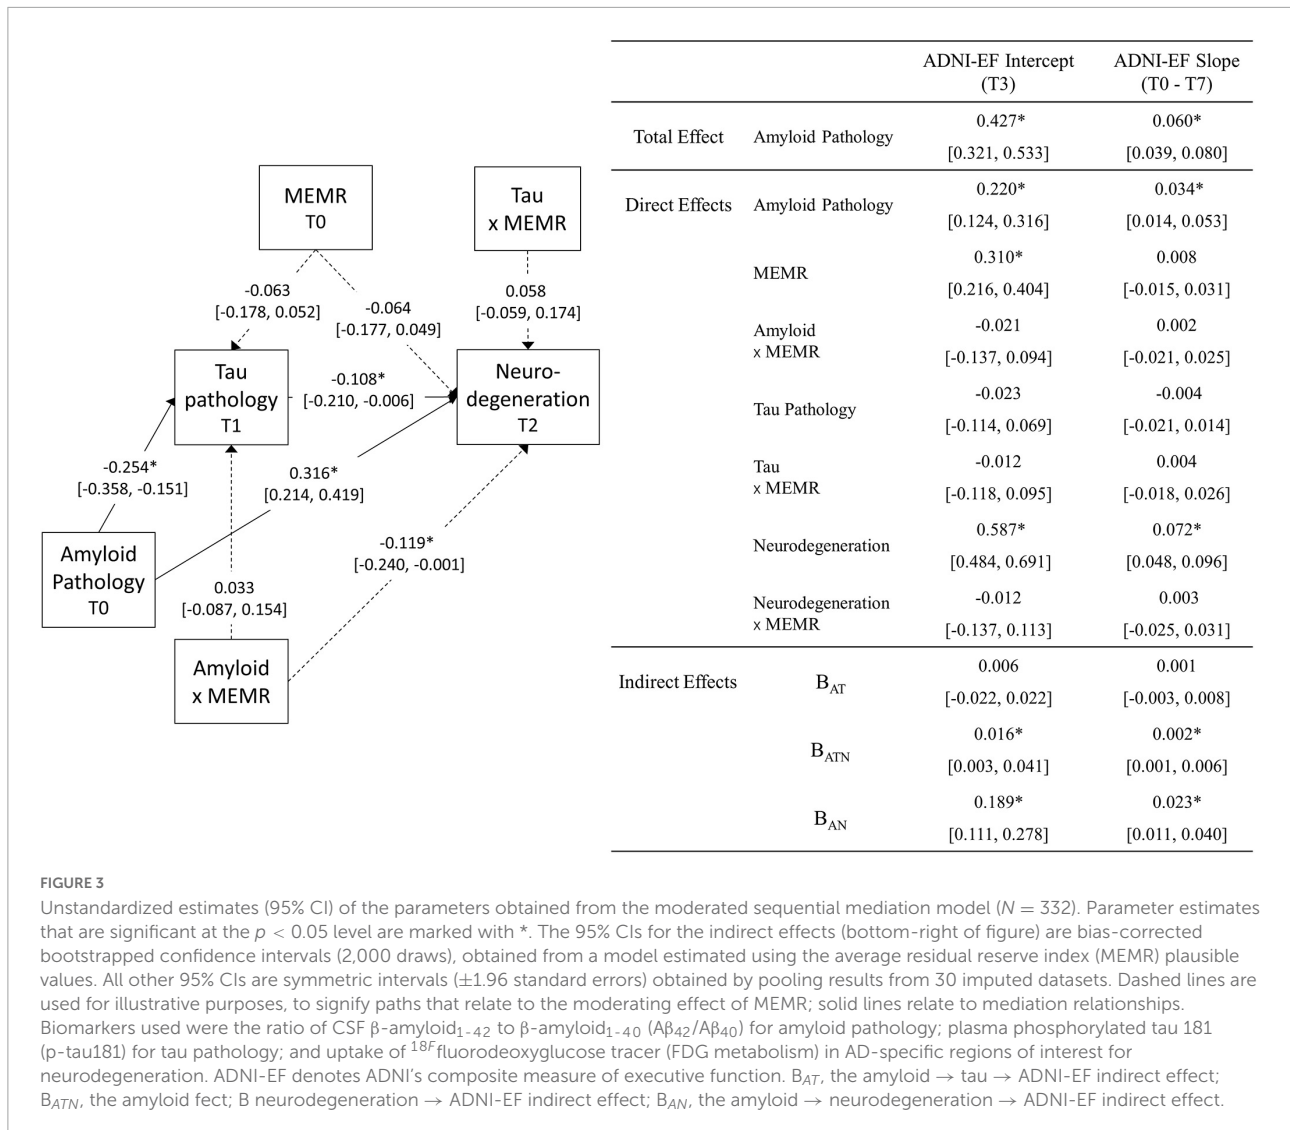 MEMR
T0
Tau
x MEMR
-0.063
[-0.178, 0.052]
-0.064
[-0.177, 0.049]
0.058
[-0.059, 0.174]
Tau
pathology
T1
-0.108*
[-0.210, -0.006]
Neuro-
degeneration
T2
-0.254*
[-0.358, -0.151]
0.316*
[0.214, 0.419]
Amyloid
Pathology
T0
-0.119*
[-0.240, -0.001]
0.033
[-0.087, 0.154]
Amyloid
x MEMR
ADNI-EF Intercept
(T3)
ADNI-EF Slope
(T0 - T7)
Total Effect
Amyloid Pathology
0.427*
0.060*
[0.321, 0.533]
[0.039, 0.080]
Direct Effects
Amyloid Pathology
0.220*
0.034*
[0.124, 0.316]
[0.014, 0.053]
MEMR
0.310*
0.008
[0.216, 0.404]
[-0.015, 0.031]
Amyloid
x MEMR
-0.021
0.002
[-0.137, 0.094]
[-0.021, 0.025]
Tau Pathology
-0.023
-0.004
[-0.114, 0.069]
[-0.021, 0.014]
Tau
x MEMR
-0.012
0.004
[-0.118, 0.095]
[-0.018, 0.026]
Neurodegeneration
0.587*
0.072*
[0.484, 0.691]
[0.048, 0.096]
Neurodegeneration
x MEMR
-0.012
0.003
[-0.137, 0.113]
[-0.025, 0.031]
Indirect Effects
B_AT
0.006
0.001
[-0.022, 0.022]
[-0.003, 0.008]
B_ATN
0.016*
0.002*
[0.003, 0.041]
[0.001, 0.006]
B_AN
0.189*
0.023*
[0.111, 0.278]
[0.011, 0.040]
FIGURE 3
Unstandardized estimates (95% CI) of the parameters obtained from the moderated sequential mediation model (N = 332). Parameter estimates
that are significant at the p < 0.05 level are marked with *. The 95% CIs for the indirect effects (bottom-right of figure) are bias-corrected
bootstrapped confidence intervals (2,000 draws), obtained from a model estimated using the average residual reserve index (MEMR) plausible
values. All other 95% CIs are symmetric intervals (±1.96 standard errors) obtained by pooling results from 30 imputed datasets. Dashed lines are
used for illustrative purposes, to signify paths that relate to the moderating effect of MEMR; solid lines relate to mediation relationships.
Biomarkers used were the ratio of CSF β-amyloid1-42 to β-amyloid1-40 (Aβ42/Aβ40) for amyloid pathology; plasma phosphorylated tau 181
(p-tau181) for tau pathology; and uptake of 18F fluorodeoxyglucose tracer (FDG metabolism) in AD-specific regions of interest for
neurodegeneration. ADNI-EF denotes ADNI's composite measure of executive function. B_AT, the amyloid → tau → ADNI-EF indirect effect;
B_ATN, the amyloid fect; B neurodegeneration → ADNI-EF indirect effect; B_AN, the amyloid → neurodegeneration → ADNI-EF indirect effect.